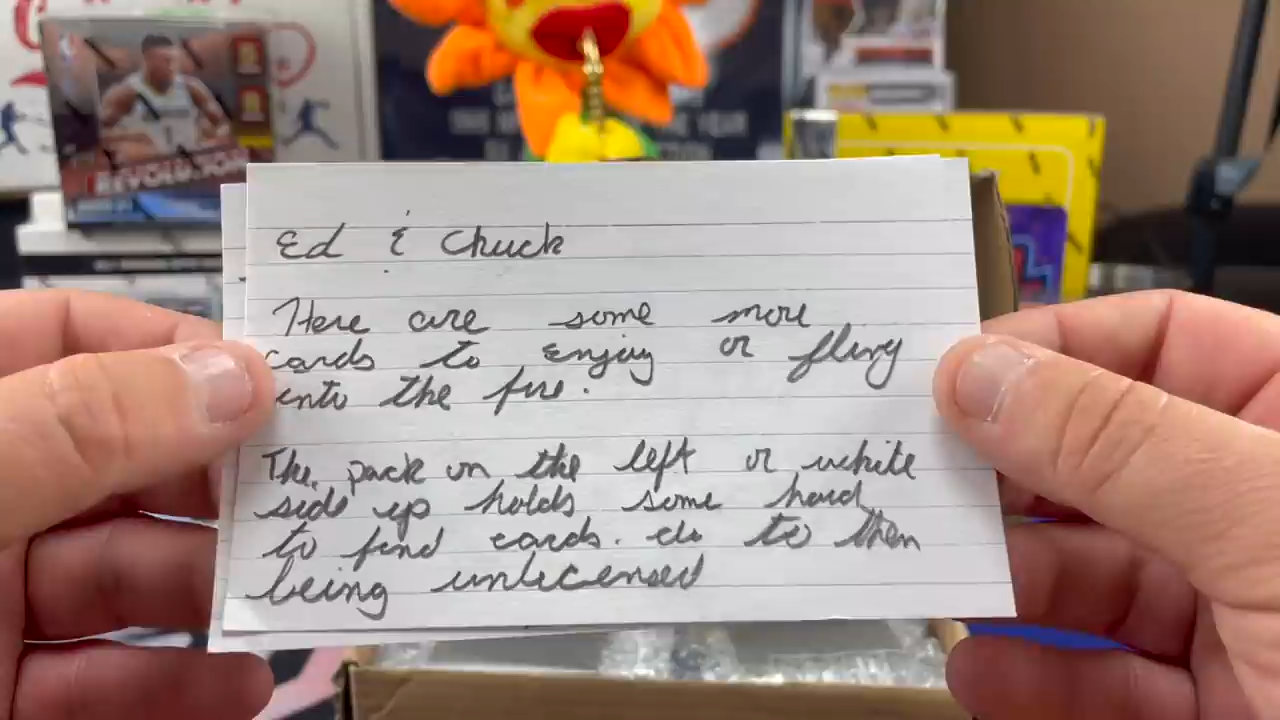 REVOLUTION
Ed & Chuck
Here are some more
cards to enjoy or fling
into the fire.
The pack on the left or white
side up holds some hard
to find cards. do to them
being unlicensed